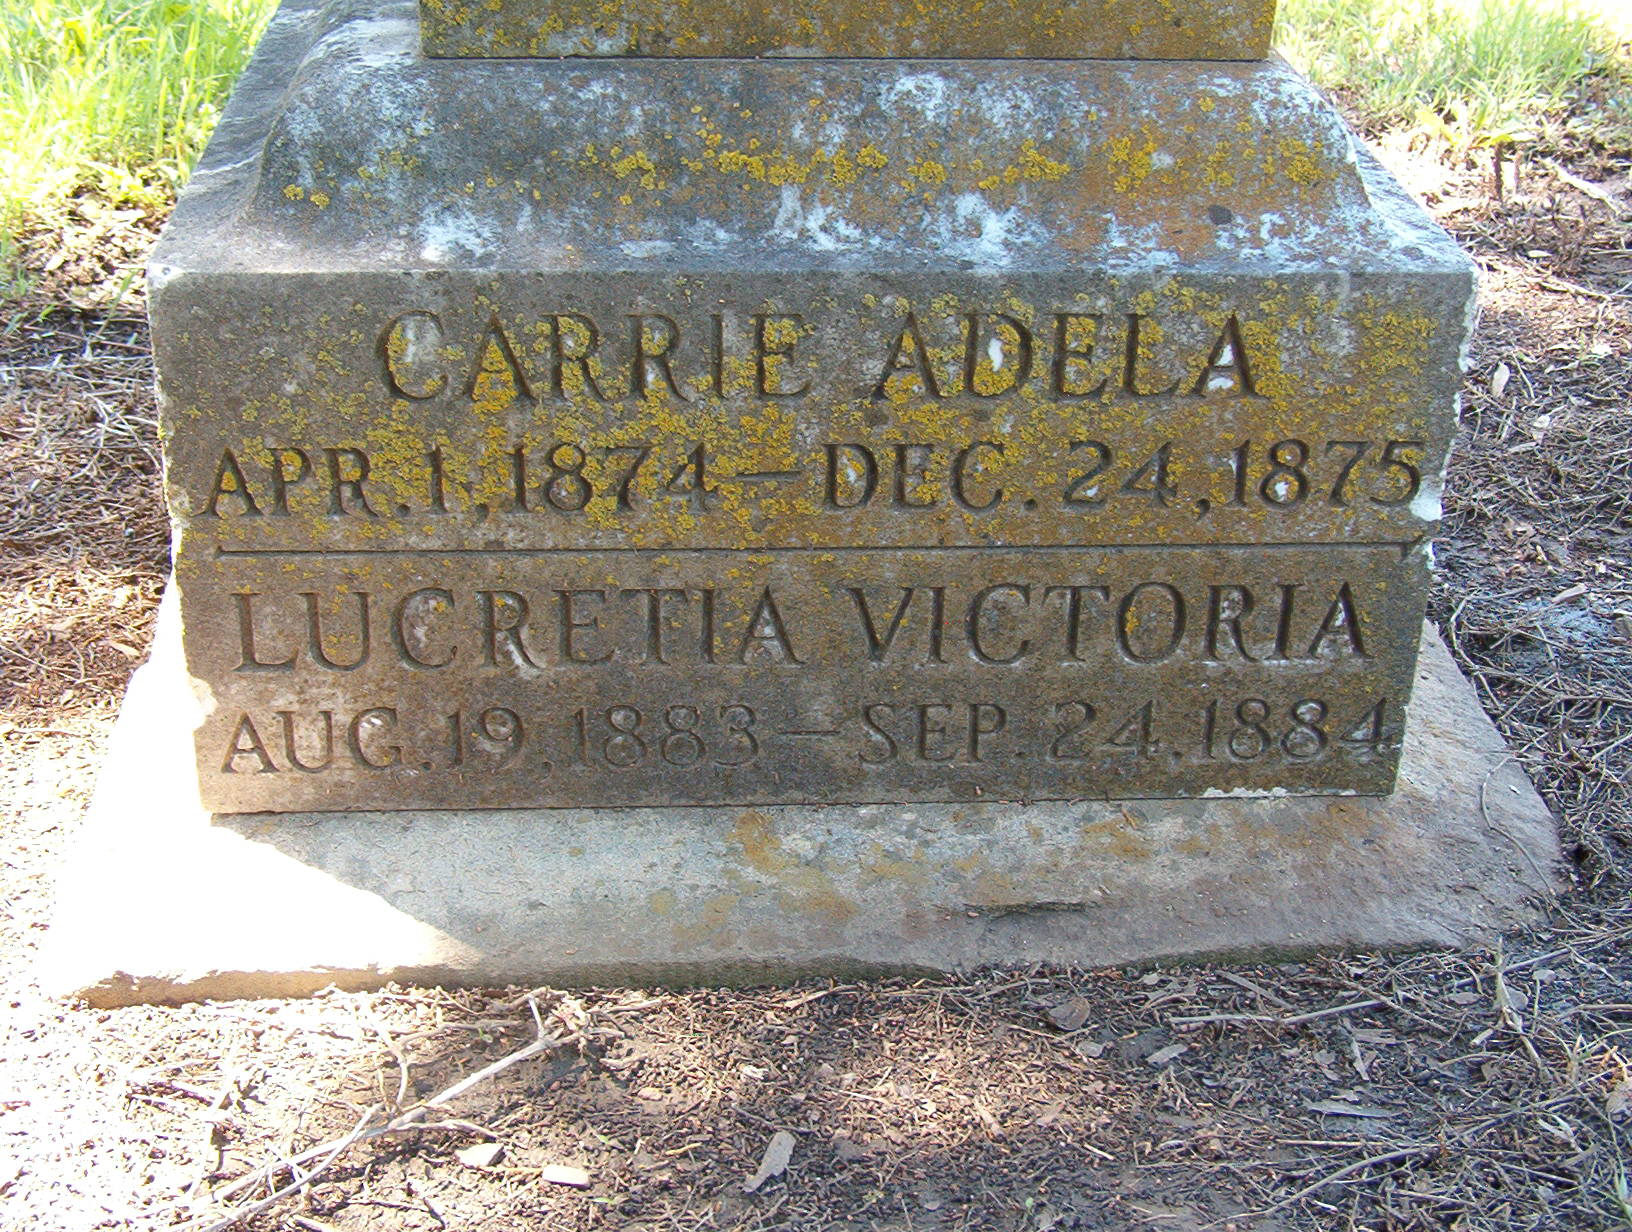 CARRIE ADELA
APR. 1, 1874 — DEC. 24, 1875
LUCRETIA VICTORIA
AUG. 19, 1883 — SEP. 24, 1884